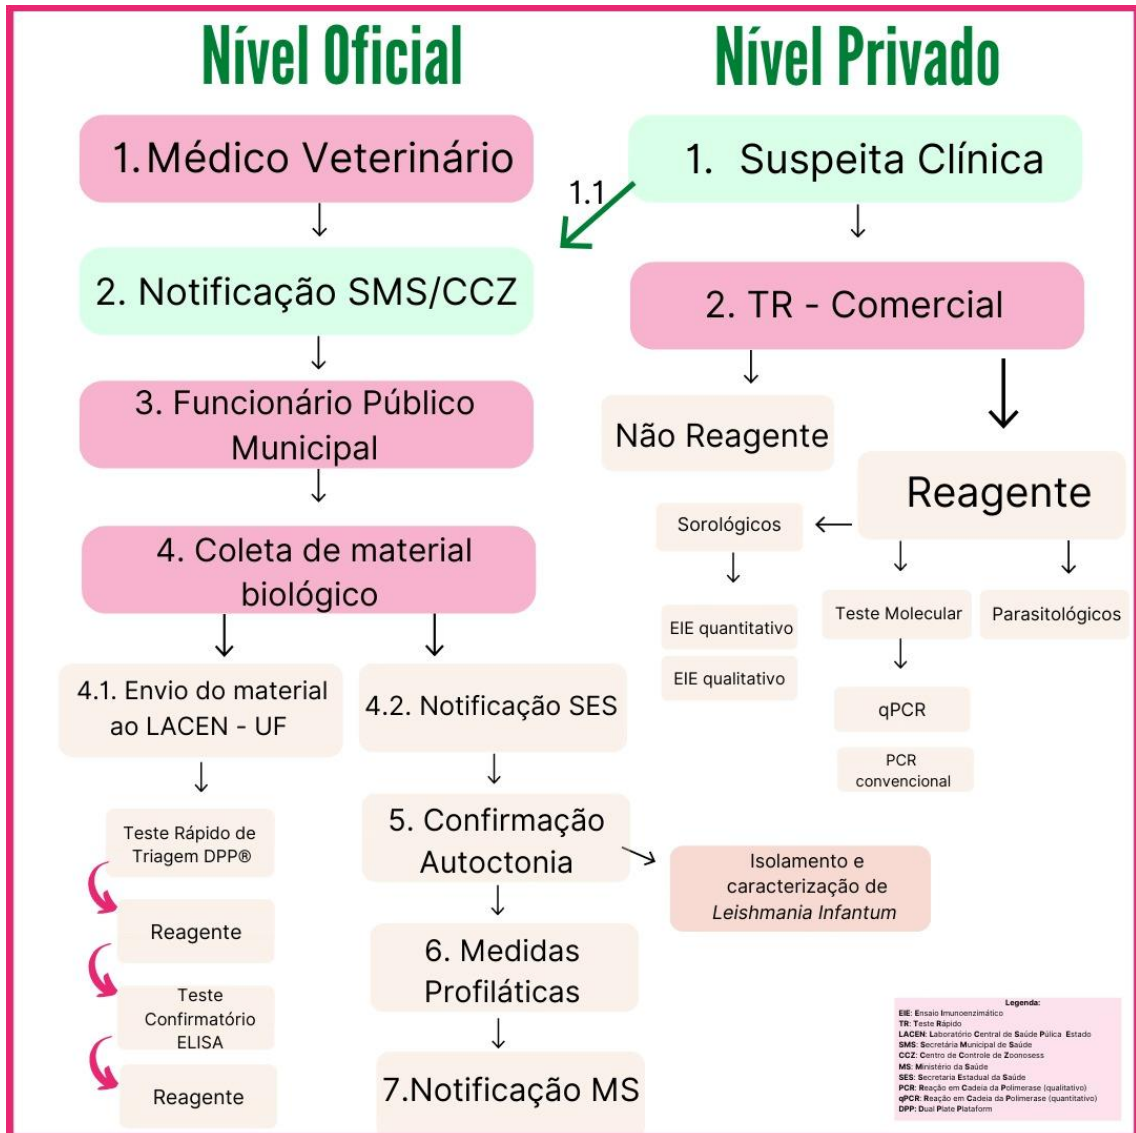 Nível Oficial
1.Médico Veterinário
2. Notificação SMS/CCZ
3. Funcionário Público
Municipal
4. Coleta de material
biológico
4.1. Envio do material
ao LACEN - UF
Teste Rápido de
Triagem DPP®
Reagente
Teste
Confirmatório
ELISA
Reagente
4.2. Notificação SES
5. Confirmação
Autoctonia
Isolamento e
caracterização de
Leishmania Infantum
6. Medidas
Profiláticas
7.Notificação MS
Nível Privado
1. Suspeita Clínica
1.1
2. TR - Comercial
Não Reagente
Reagente
Sorológicos
EIE quantitativo
EIE qualitativo
Teste Molecular
qPCR
PCR
convencional
Parasitológicos
Legenda:
EIE: Ensaio Imunoenzimático
TR: Teste Rápido
LACEN: Laboratório Central de Saúde Púlica Estado
SMS: Secretária Municipal de Saúde
CCZ: Centro de Controle de Zoonosess
MS: Ministério da Saúde
SES: Secretaria Estadual da Saúde
PCR: Reação em Cadeia da Polimerase (qualitativo)
qPCR: Reação em Cadeia da Polimerase (quantitativo)
DPP: Dual Plate Plataform